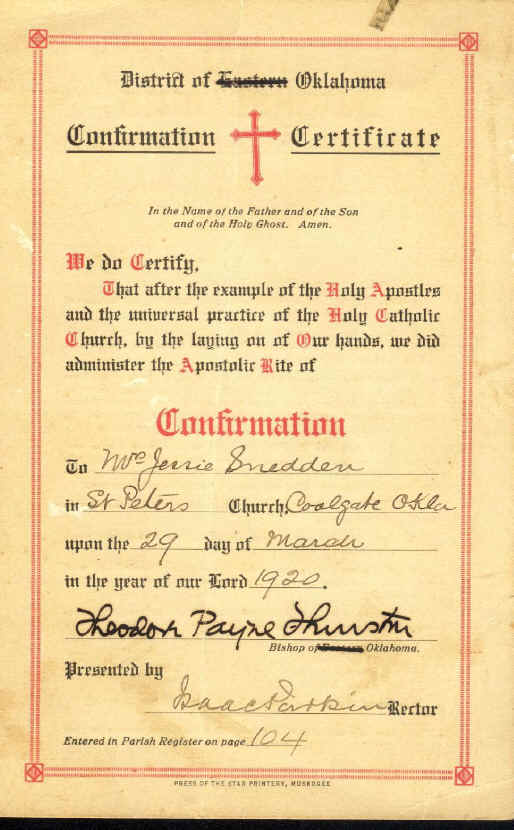 District of Eastern Oklahoma
Confirmation Certificate
In the Name of the Father and of the Son
and of the Holy Ghost. Amen.
We do Certify,
That after the example of the Holy Apostles
and the universal practice of the Holy Catholic
Church, by the laying on of Our hands, we did
administer the Apostolic Rite of
Confirmation
To Mrs Jessie Snedden
in St Peters Church, Coalgate Okla
upon the 29 day of March
in the year of our Lord 1920.
Theodore Payne Thurston
Bishop of Eastern Oklahoma.
Presented by
Isaac Parkin Rector
Entered in Parish Register on page 104
PRESS OF THE STAR PRINTERY, MUSKOGEE